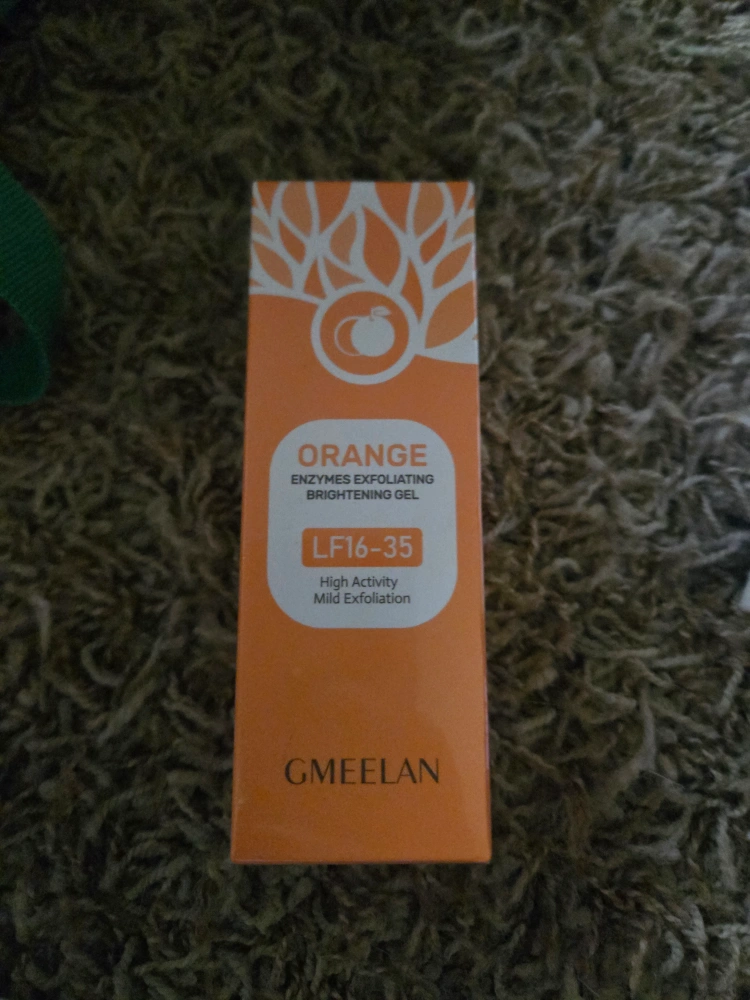 ORANGE
ENZYMES EXFOLIATING
BRIGHTENING GEL
LF16-35
High Activity
Mild Exfoliation
GMEELAN